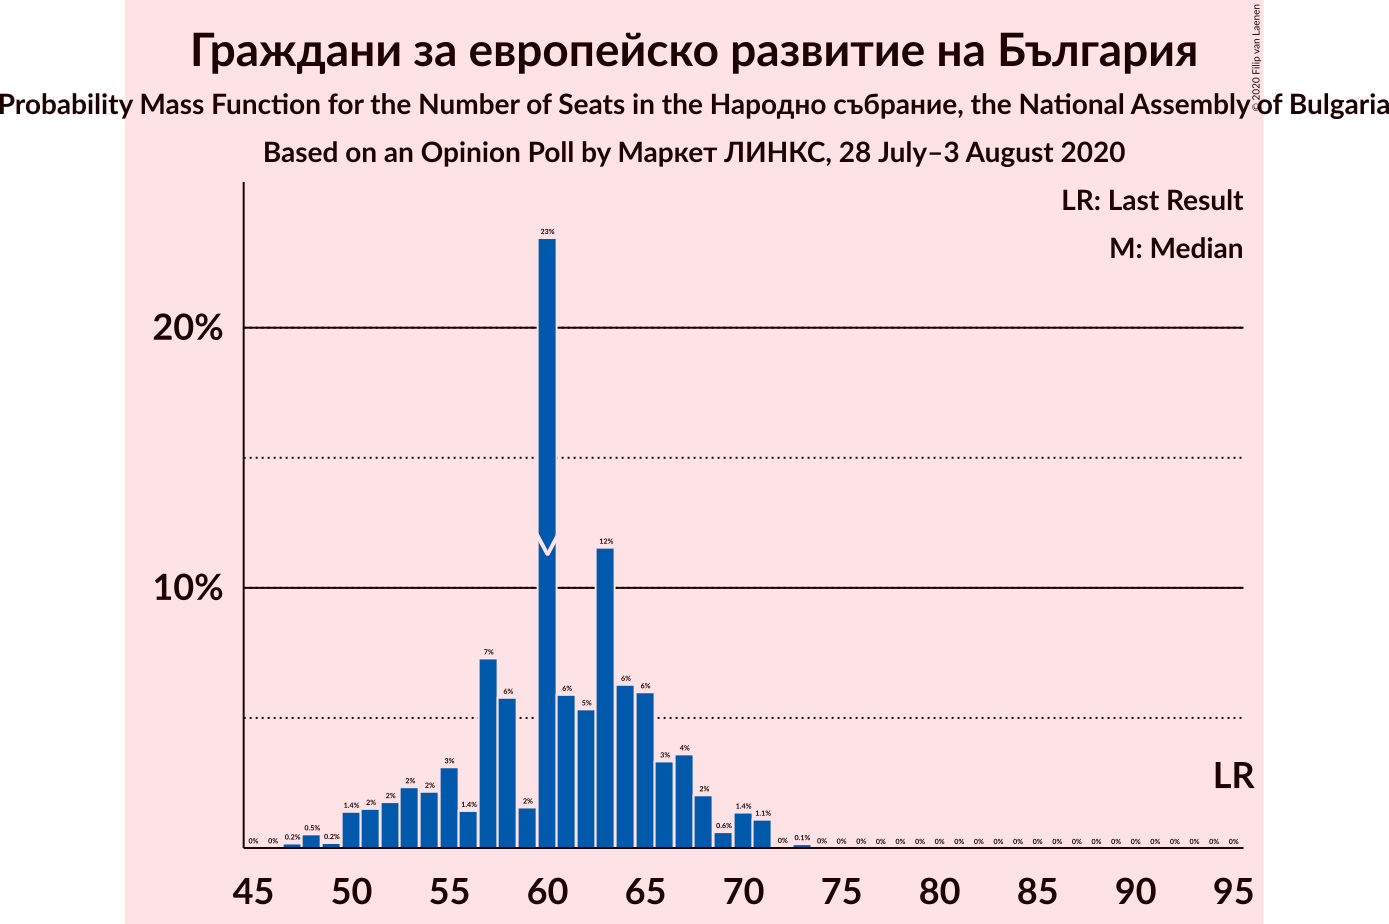 Граждани за европейско развитие на България
© 2020 Filip van Laenen
Probability Mass Function for the Number of Seats in the Народно събрание, the National Assembly of Bulgaria
Based on an Opinion Poll by Маркет ЛИНКС, 28 July–3 August 2020
LR: Last Result
M: Median
23%
20%
12%
10%
7%
6%
6%
5%
6%
6%
LR
3%
3%
4%
0% 0% 0.2% 0.5% 0.2% 1.4% 2% 2% 2% 2% 1.4% 2% 2% 0.6% 1.4% 1.1% 0% 0.1% 0% 0% 0% 0% 0% 0% 0% 0% 0% 0% 0% 0% 0% 0% 0% 0% 0% 0% 0% 0% 0% 0%
45 50 55 60 65 70 75 80 85 90 95